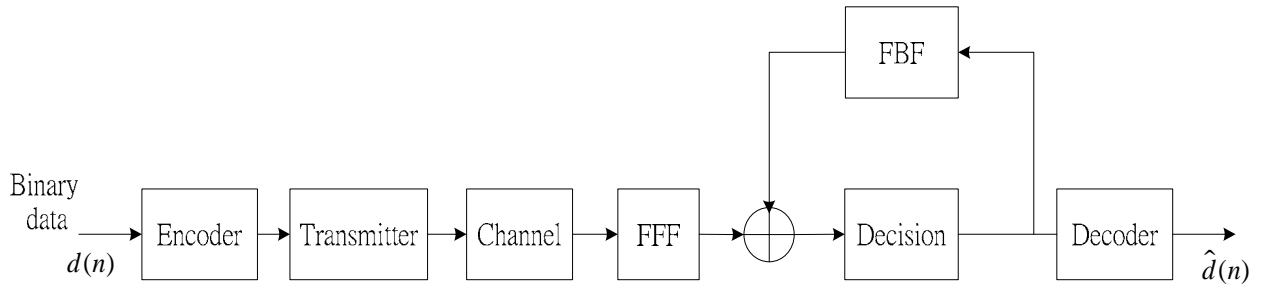 FBF
Binary
data
d(n)
Encoder
Transmitter
Channel
FFF
Decision
Decoder
d̂(n)